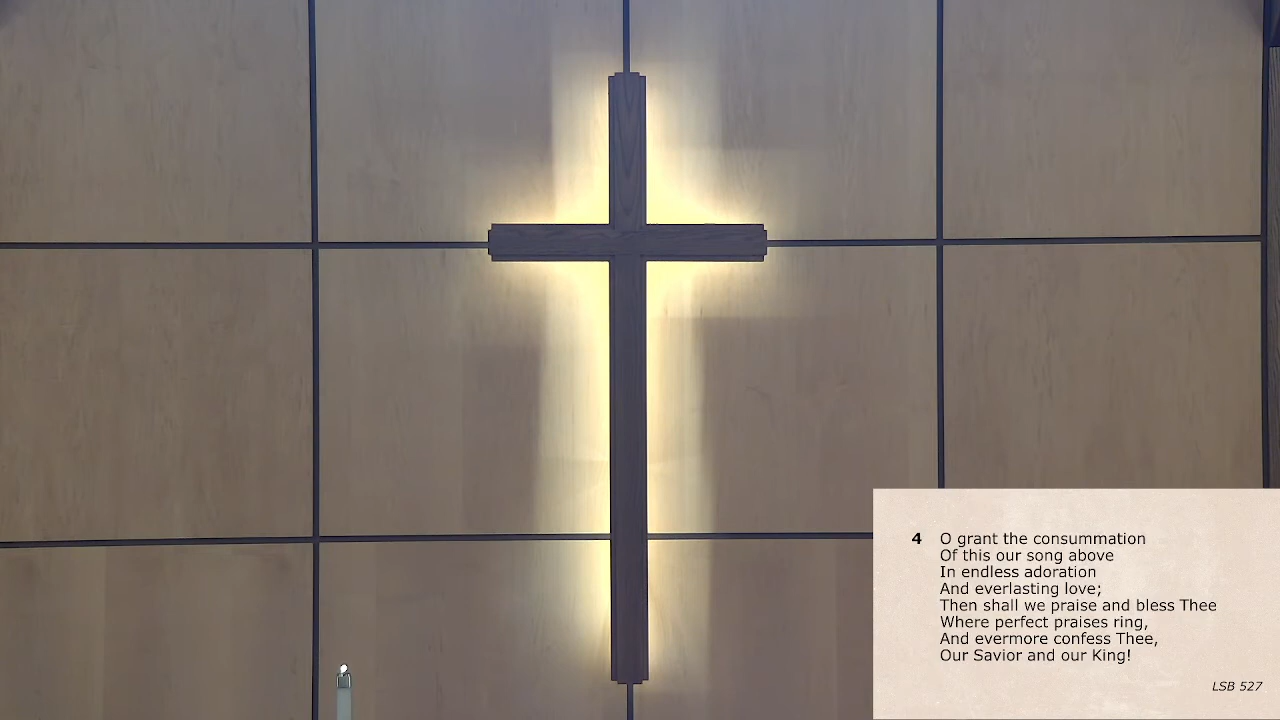 4 O grant the consummation
Of this our song above
In endless adoration
And everlasting love;
Then shall we praise and bless Thee
Where perfect praises ring,
And evermore confess Thee,
Our Savior and our King!
LSB 527